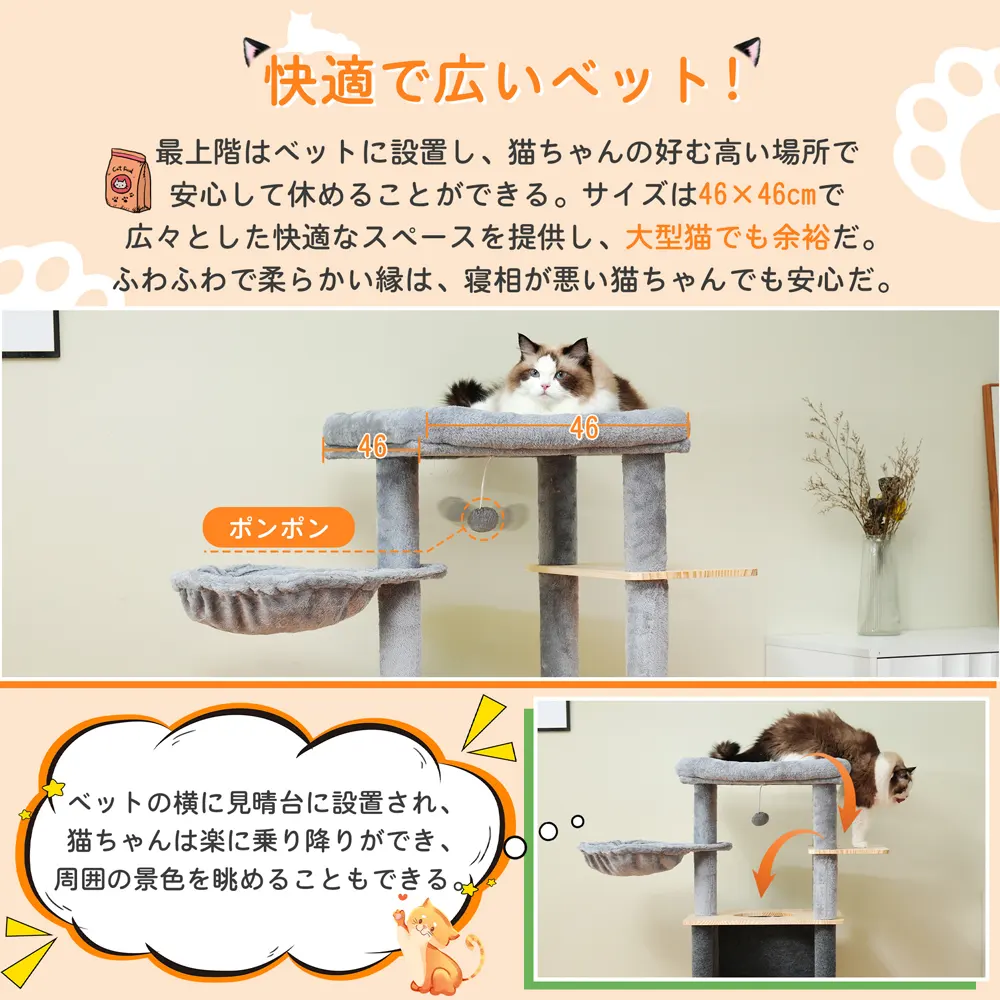 快適で広いベット!
最上階はベットに設置し、猫ちゃんの好む高い場所で
安心して休めることができる。サイズは46×46cmで
広々とした快適なスペースを提供し、大型猫でも余裕だ。
ふわふわで柔らかい縁は、寝相が悪い猫ちゃんでも安心だ。
Cat Food
46
46
ポンポン
ベットの横に見晴台に設置され、
猫ちゃんは楽に乗り降りができ、
周囲の景色を眺めることもできる。